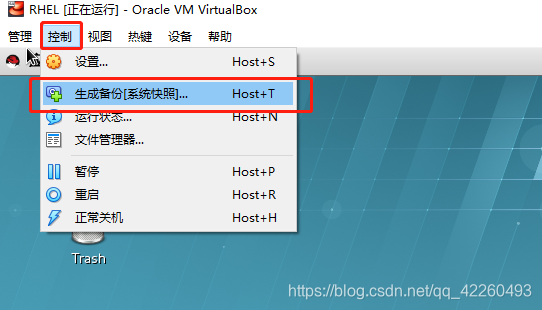 RHEL [正在运行] - Oracle VM VirtualBox
管理 控制 视图 热键 设备 帮助
设置... Host+S
生成备份[系统快照]... Host+T
运行状态... Host+N
文件管理器...
暂停 Host+P
重启 Host+R
正常关机 Host+H
Trash
https://blog.csdn.net/qq_42260493